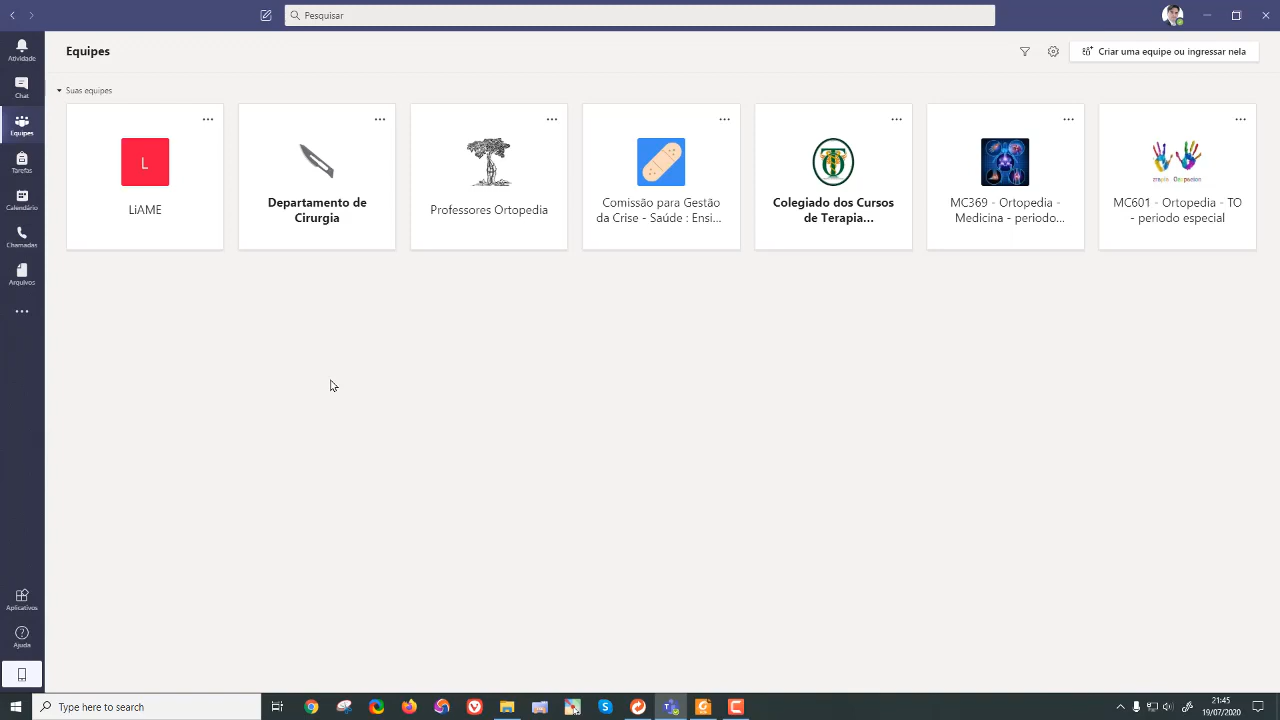 Pesquisar
Atividade
Chat
Equipes
Tarefas
Calendário
Chamadas
Arquivos
Aplicativos
Ajuda
Equipes
Criar uma equipe ou ingressar nela
Suas equipes
L
LiAME
Departamento de
Cirurgia
Professores Ortopedia
Comissão para Gestão
da Crise - Saúde : Ensi...
Colegiado dos Cursos
de Terapia...
MC369 - Ortopedia -
Medicina - periodo...
MC601 - Ortopedia - TO
- periodo especial
Type here to search
21:45
19/07/2020